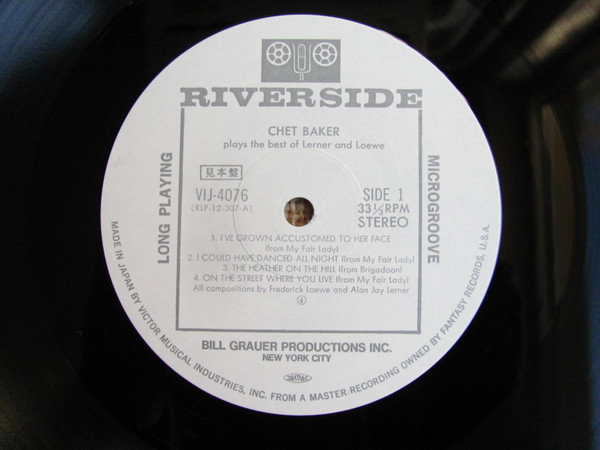 RIVERSIDE
CHET BAKER
plays the best of Lerner and Loewe
LONG PLAYING
MICROGROOVE
見本盤
VIJ-4076
(RLP-12-307-A)
SIDE 1
33⅓RPM
STEREO
1. I'VE GROWN ACCUSTOMED TO HER FACE
(from My Fair Lady)
2. I COULD HAVE DANCED ALL NIGHT (from My Fair Lady)
3. THE HEATHER ON THE HILL (from Brigadoon)
4. ON THE STREET WHERE YOU LIVE (from My Fair Lady)
All compositions by Frederick Loewe and Alan Jay Lerner
④
BILL GRAUER PRODUCTIONS INC.
NEW YORK CITY
JASRAC
MADE IN JAPAN BY VICTOR MUSICAL INDUSTRIES, INC. FROM A MASTER RECORDING OWNED BY FANTASY RECORDS, U.S.A.